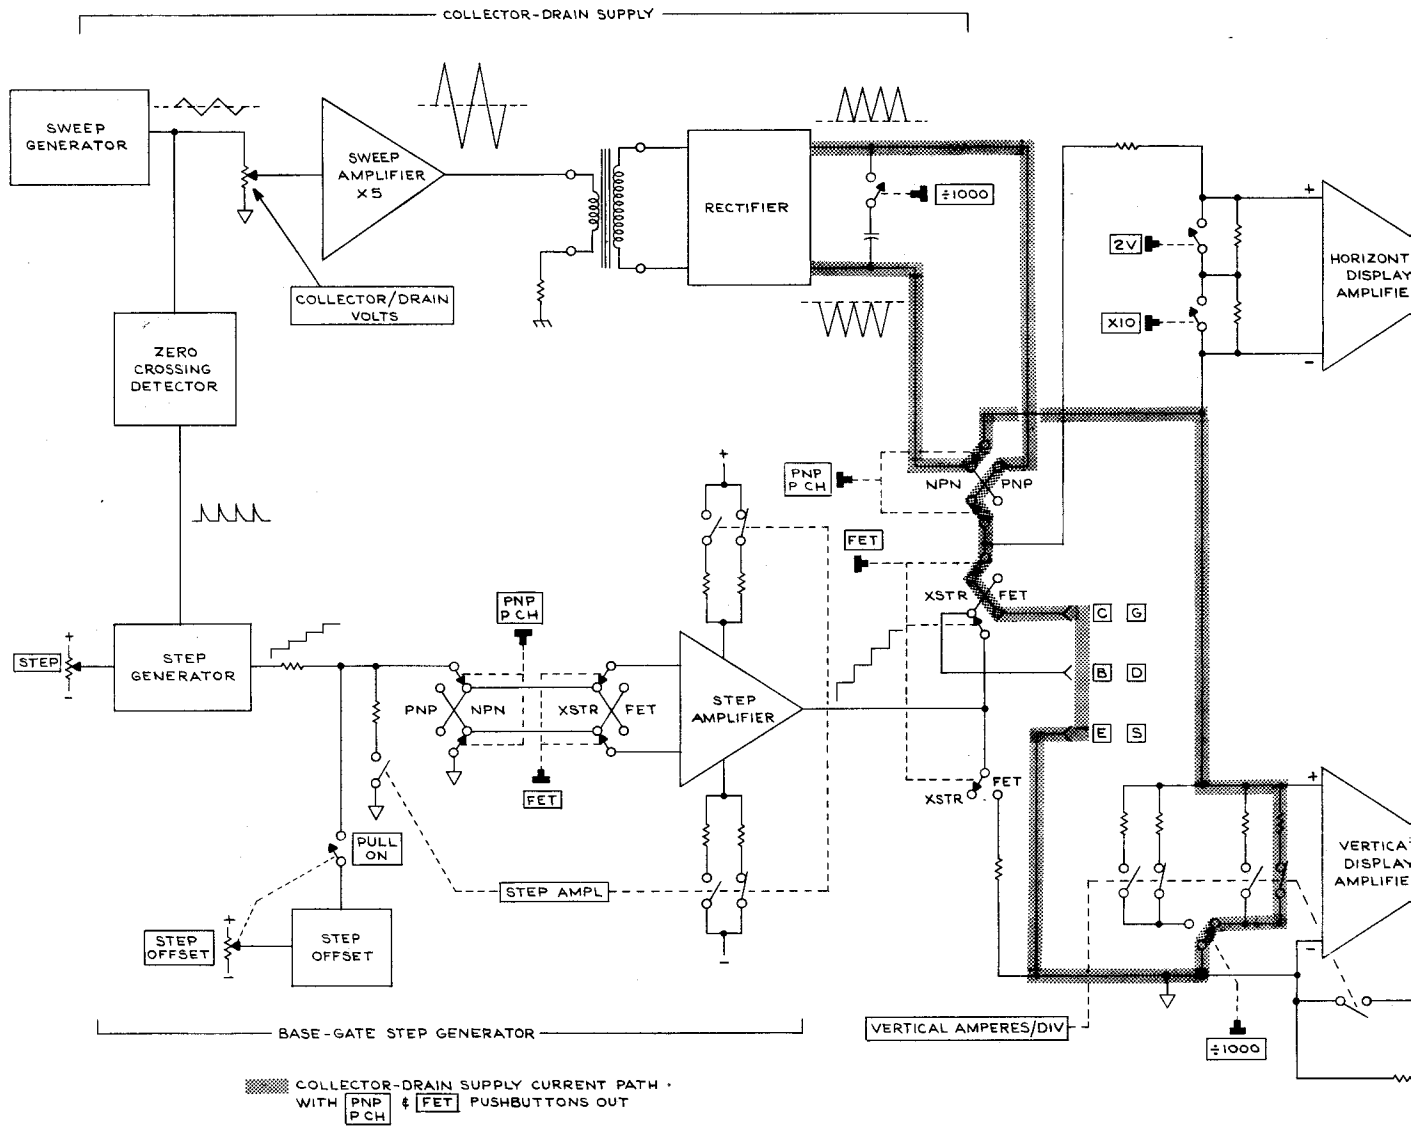 COLLECTOR-DRAIN SUPPLY
SWEEP
GENERATOR
SWEEP
AMPLIFIER
X5
RECTIFIER
÷1000
COLLECTOR/DRAIN
VOLTS
ZERO
CROSSING
DETECTOR
2V
X10
+
HORIZONT
DISPLAY
AMPLIFIE
−
+
PNP
P CH
NPN
PNP
FET
XSTR
FET
PNP
P CH
C
G
B
D
E
S
+
STEP
−
STEP
GENERATOR
PNP
NPN
XSTR
FET
STEP
AMPLIFIER
FET
XSTR
FET
PULL
ON
STEP AMPL
+
STEP
OFFSET
−
STEP
OFFSET
−
+
VERTICA
DISPLAY
AMPLIFIE
−
VERTICAL AMPERES/DIV
÷1000
BASE-GATE STEP GENERATOR
COLLECTOR-DRAIN SUPPLY CURRENT PATH
WITH PNP P CH & FET PUSHBUTTONS OUT